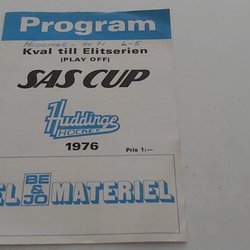 Program
HUDDINGE - HV 71 6-5
Kval till Elitserien
(PLAY OFF)
SAS CUP
Huddinge
HOCKEY
1976
Pris 1:—
EL BE & JO MATERIEL